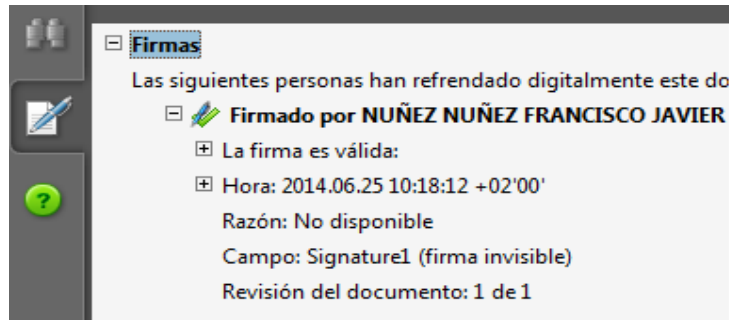 Firmas
Las siguientes personas han refrendado digitalmente este do
Firmado por NUÑEZ NUÑEZ FRANCISCO JAVIER
La firma es válida:
Hora: 2014.06.25 10:18:12 +02'00'
Razón: No disponible
Campo: Signature1 (firma invisible)
Revisión del documento: 1 de 1